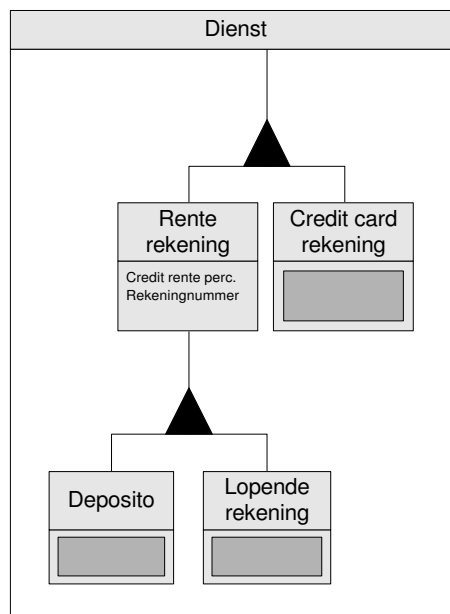 Dienst
Rente
rekening
Credit card
rekening
Credit rente perc.
Rekeningnummer
Deposito
Lopende
rekening